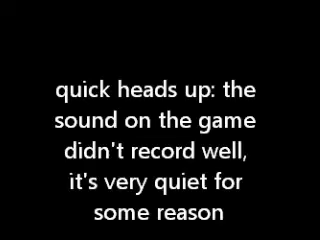 quick heads up: the
sound on the game
didn't record well,
it's very quiet for
some reason